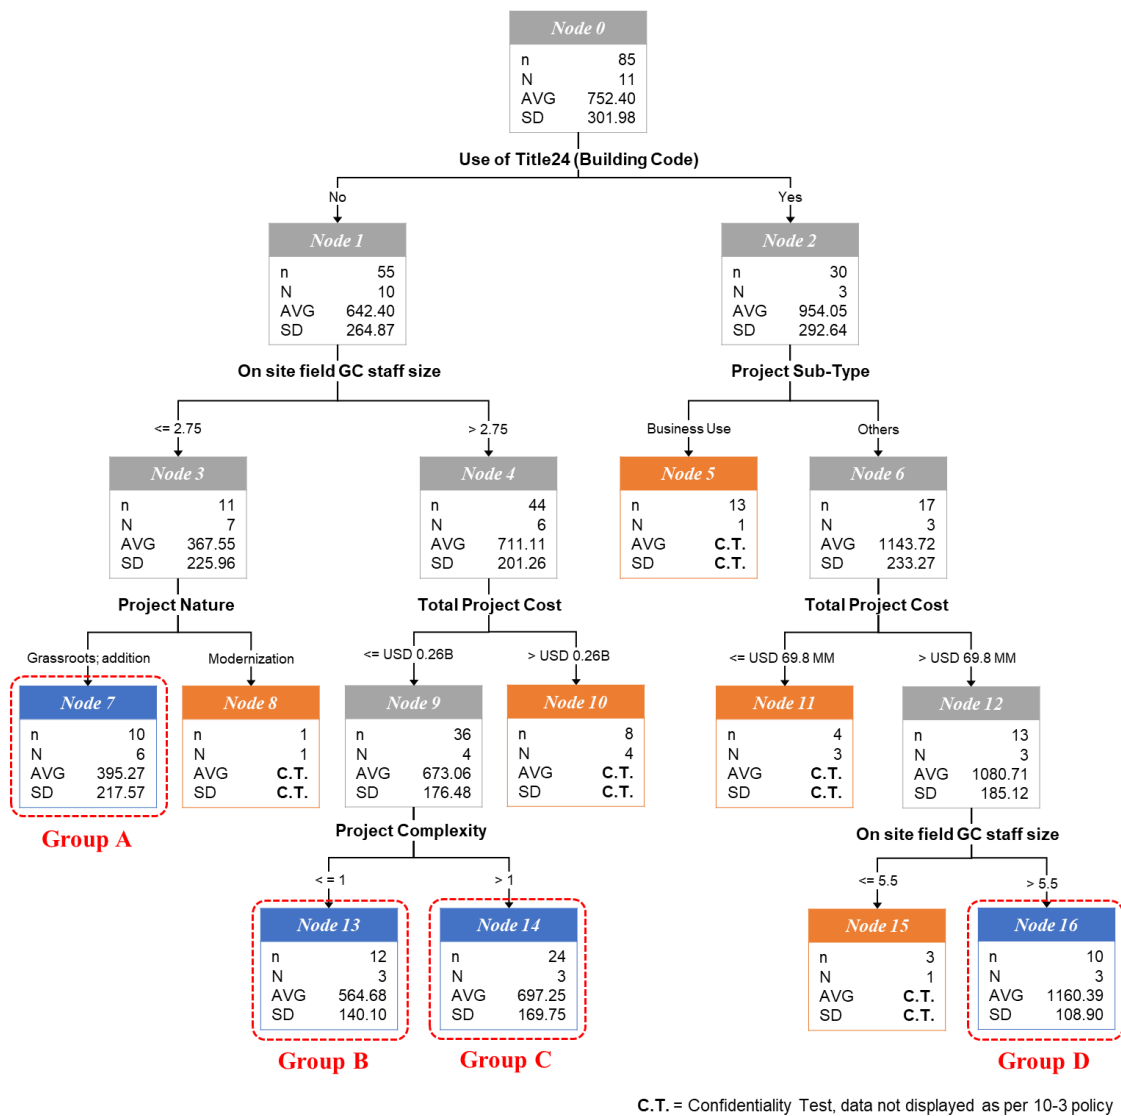 Node 0
n 85
N 11
AVG 752.40
SD 301.98
Use of Title24 (Building Code)
No
Yes
Node 1
n 55
N 10
AVG 642.40
SD 264.87
Node 2
n 30
N 3
AVG 954.05
SD 292.64
On site field GC staff size
Project Sub-Type
<= 2.75
> 2.75
Business Use
Others
Node 3
n 11
N 7
AVG 367.55
SD 225.96
Node 4
n 44
N 6
AVG 711.11
SD 201.26
Node 5
n 13
N 1
AVG C.T.
SD C.T.
Node 6
n 17
N 3
AVG 1143.72
SD 233.27
Project Nature
Total Project Cost
Total Project Cost
Grassroots; addition
Modernization
<= USD 0.26B
> USD 0.26B
<= USD 69.8 MM
> USD 69.8 MM
Node 7
n 10
N 6
AVG 395.27
SD 217.57
Group A
Node 8
n 1
N 1
AVG C.T.
SD C.T.
Node 9
n 36
N 4
AVG 673.06
SD 176.48
Node 10
n 8
N 4
AVG C.T.
SD C.T.
Node 11
n 4
N 3
AVG C.T.
SD C.T.
Node 12
n 13
N 3
AVG 1080.71
SD 185.12
Project Complexity
On site field GC staff size
< = 1
> 1
<= 5.5
> 5.5
Node 13
n 12
N 3
AVG 564.68
SD 140.10
Group B
Node 14
n 24
N 3
AVG 697.25
SD 169.75
Group C
Node 15
n 3
N 1
AVG C.T.
SD C.T.
Node 16
n 10
N 3
AVG 1160.39
SD 108.90
Group D
C.T. = Confidentiality Test, data not displayed as per 10-3 policy